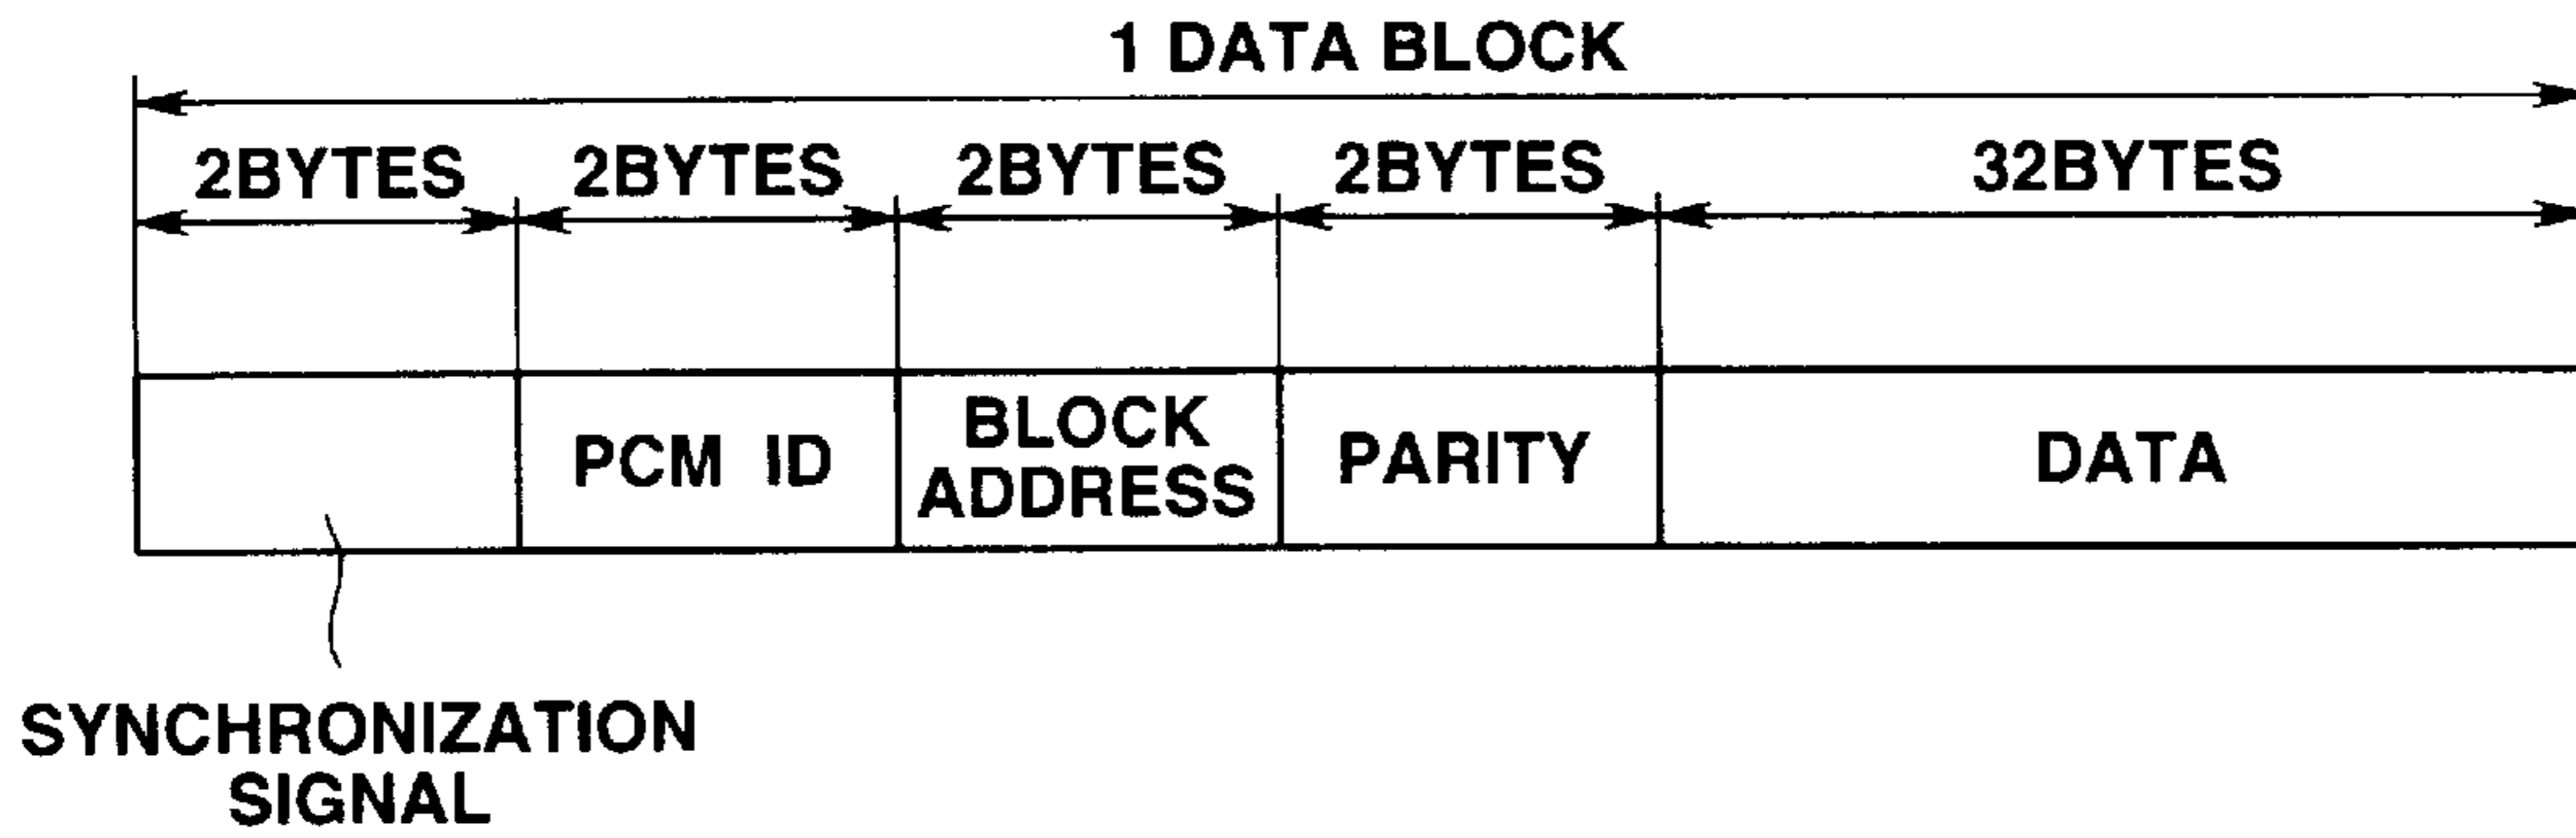 1 DATA BLOCK
2BYTES 2BYTES 2BYTES 2BYTES 32BYTES
PCM ID
BLOCK
ADDRESS
PARITY
DATA
SYNCHRONIZATION
SIGNAL